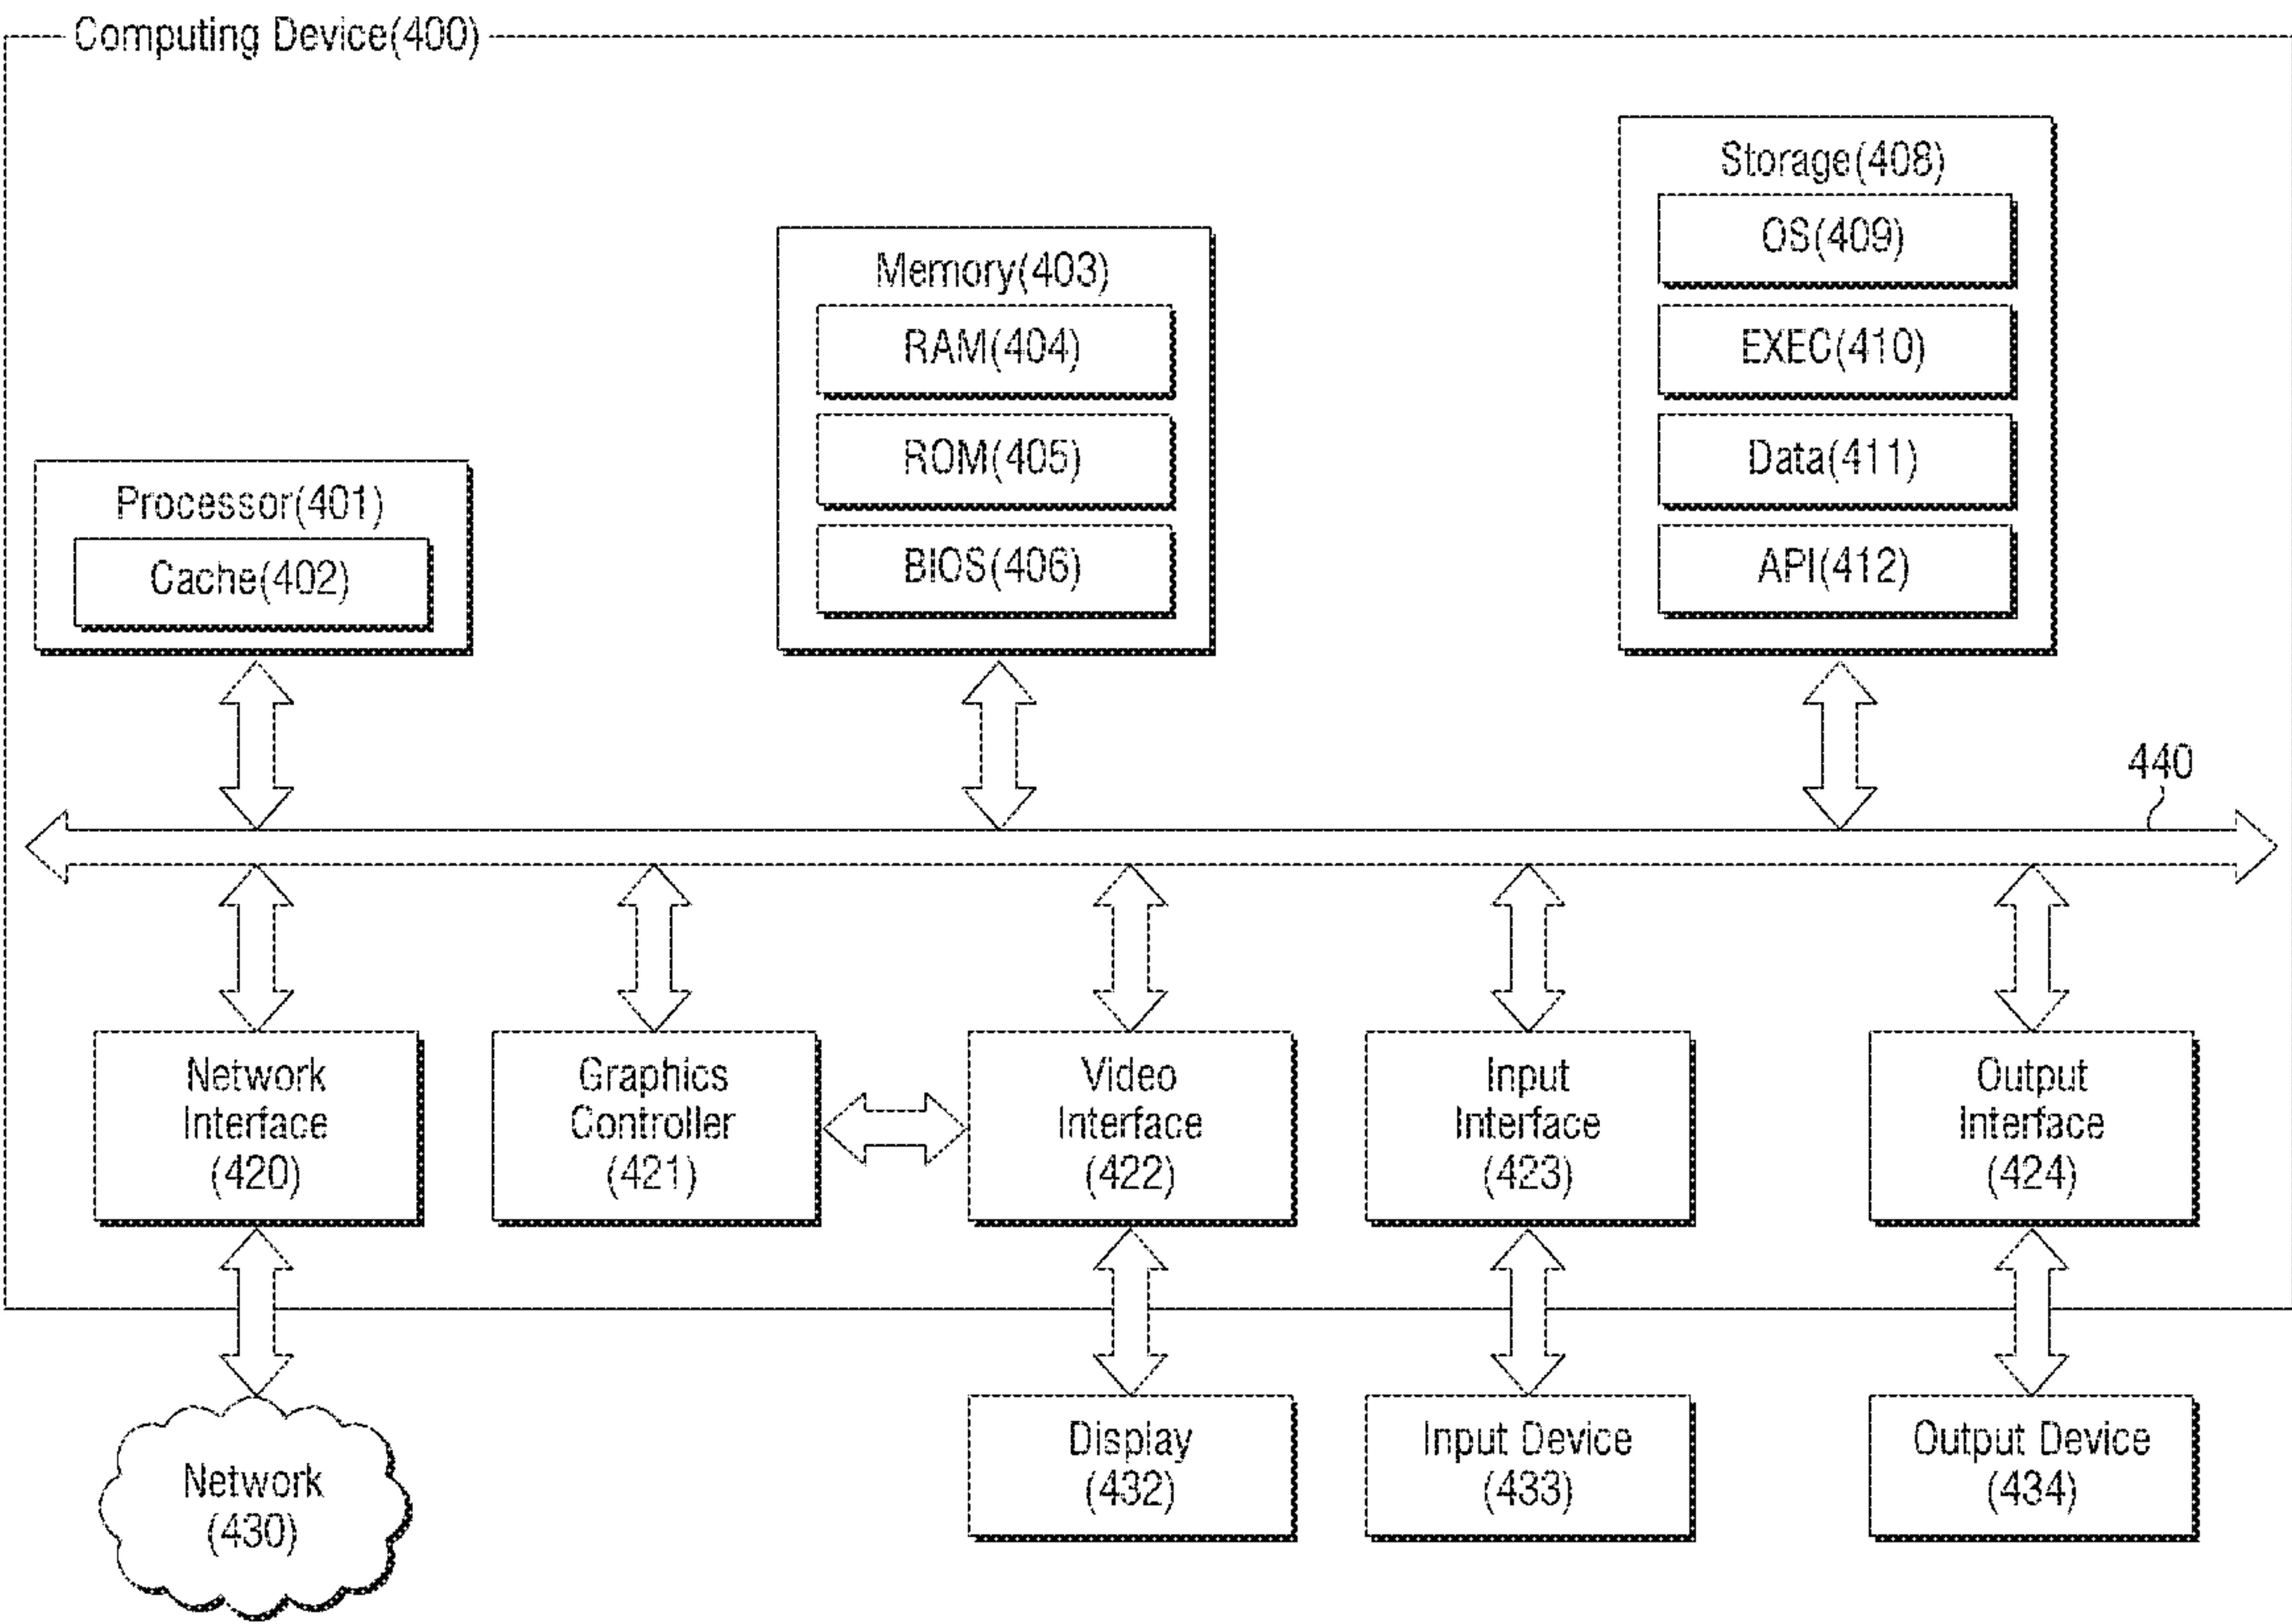 Computing Device(400)
Storage(408)
OS(409)
EXEC(410)
Data(411)
API(412)
Memory(403)
RAM(404)
ROM(405)
BIOS(406)
Processor(401)
Cache(402)
440
Network
Interface
(420)
Graphics
Controller
(421)
Video
Interface
(422)
Input
Interface
(423)
Output
Interface
(424)
Network
(430)
Display
(432)
Input Device
(433)
Output Device
(434)